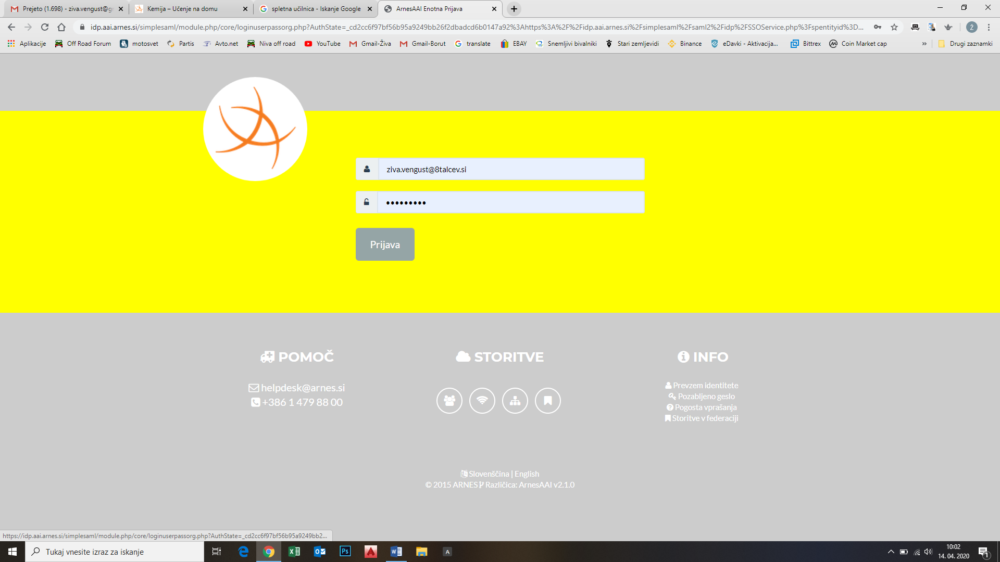 Prejeto (1.698) - ziva.vengust@gr
Kemija – Učenje na domu
spletna učilnica - Iskanje Google
ArnesAAI Enotna Prijava
idp.aai.arnes.si/simplesaml/module.php/core/loginuserpassorg.php?AuthState=_cd2cc6f97bf56b95a9249bb26f2dbadcd6b0147a92%3Ahttps%3A%2F%2Fidp.aai.arnes.si%2Fsimplesaml%2Fsaml2%2Fidp%2FSSOService.php%3Fspentityid%3D...
Ž
Aplikacije
Off Road Forum
motosvet
Partis
Avto.net
Niva off road
YouTube
Gmail-Živa
Gmail-Borut
translate
EBAY
Snemljivi bivalniki
Stari zemljevidi
Binance
eDavki - Aktivacija...
Bittrex
Coin Market cap
»
Drugi zaznamki
ziva.vengust@8talcev.si
•••••••••
Prijava
POMOČ
helpdesk@arnes.si
+386 1 479 88 00
STORITVE
INFO
Prevzem identitete
Pozabljeno geslo
Pogosta vprašanja
Storitve v federaciji
Slovenščina | English
© 2015 ARNES Različica: ArnesAAI v2.1.0
https://idp.aai.arnes.si/simplesaml/module.php/core/loginuserpassorg.php?AuthState=_cd2cc6f97bf56b95a9249bb2...
Tukaj vnesite izraz za iskanje
Ps
A
10:02
14. 04. 2020
1